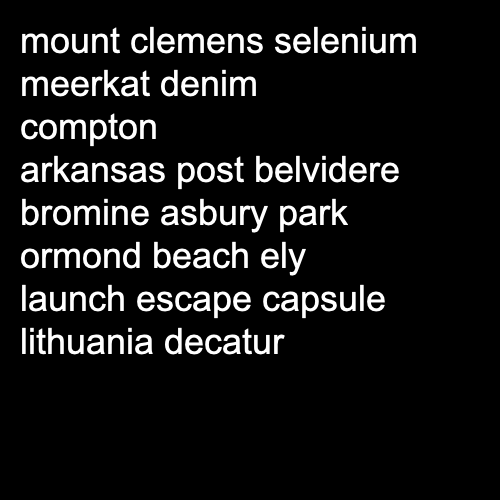 mount clemens selenium
meerkat denim
compton
arkansas post belvidere
bromine asbury park
ormond beach ely
launch escape capsule
lithuania decatur